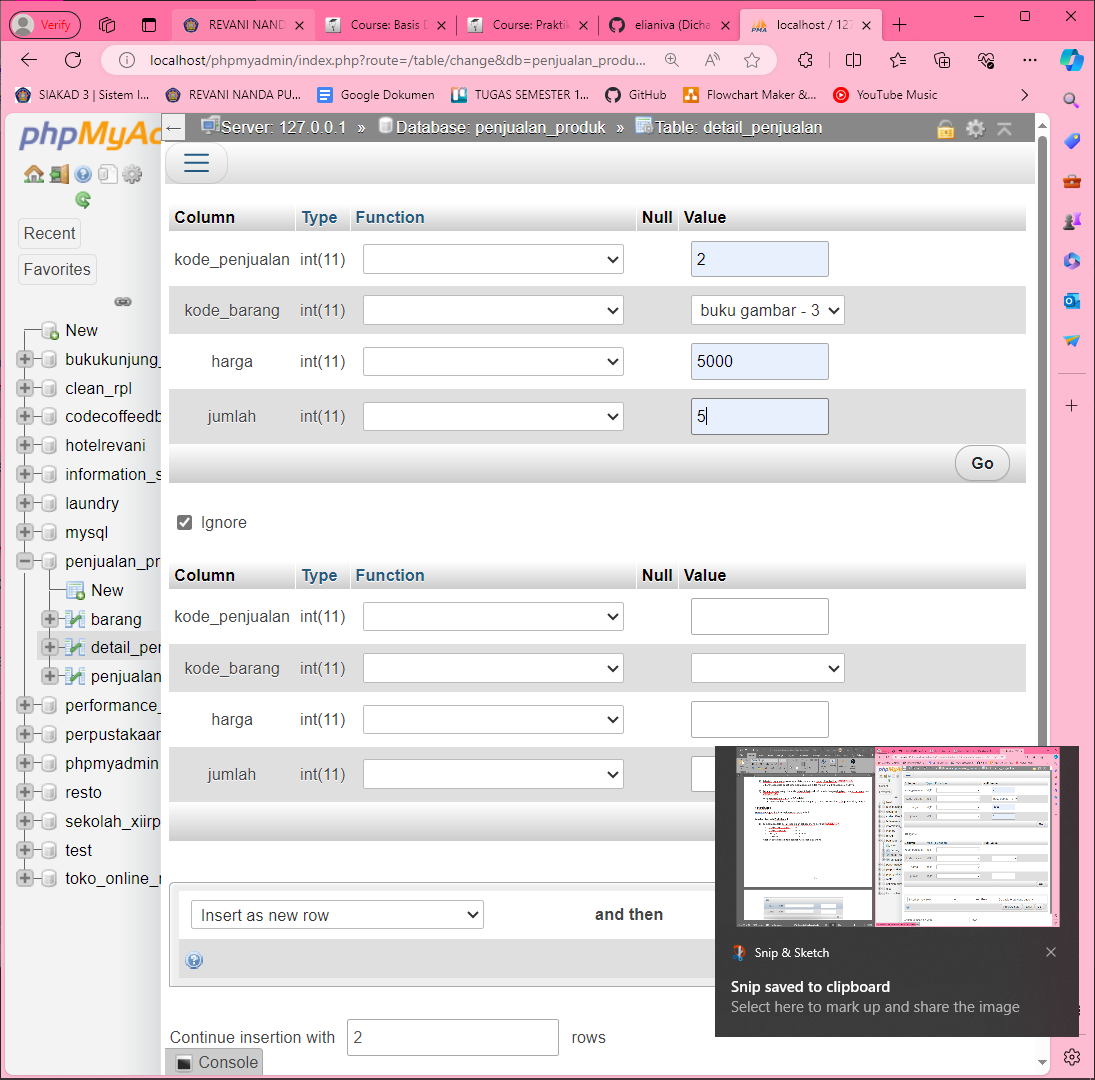 Verify
REVANI NAND
Course: Basis D
Course: Praktik
elianiva (Dicha
localhost / 127
localhost/phpmyadmin/index.php?route=/table/change&db=penjualan_produ...
SIAKAD 3 | Sistem I...
REVANI NANDA PU...
Google Dokumen
TUGAS SEMESTER 1...
GitHub
Flowchart Maker &...
YouTube Music
phpMyAd
← Server: 127.0.0.1 » Database: penjualan_produk » Table: detail_penjualan
Recent
Favorites
New
bukukunjung_
clean_rpl
codecoffeedb
hotelrevani
information_s
laundry
mysql
penjualan_pr
New
barang
detail_per
penjualan
performance_
perpustakaar
phpmyadmin
resto
sekolah_xiirp
test
toko_online_r
Column Type Function Null Value
kode_penjualan int(11) 2
kode_barang int(11) buku gambar - 3
harga int(11) 5000
jumlah int(11) 5
Go
Ignore
Column Type Function Null Value
kode_penjualan int(11)
kode_barang int(11)
harga int(11)
jumlah int(11)
Insert as new row and then
Continue insertion with 2 rows
Console
Snip & Sketch
Snip saved to clipboard
Select here to mark up and share the image